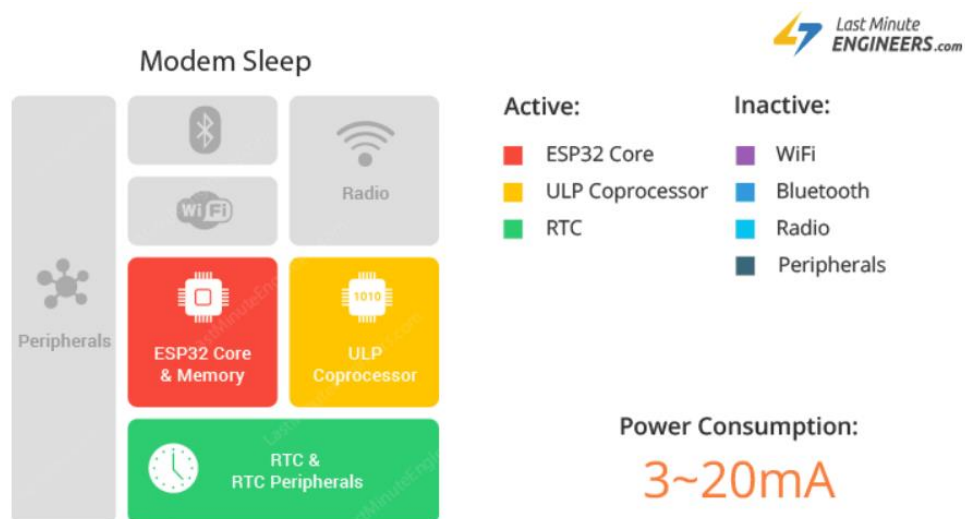 Last Minute
ENGINEERS.com
Modem Sleep
Peripherals
WiFi
Radio
ESP32 Core
& Memory
1010
ULP
Coprocessor
RTC &
RTC Peripherals
Active:
ESP32 Core
ULP Coprocessor
RTC
Inactive:
WiFi
Bluetooth
Radio
Peripherals
Power Consumption:
3~20mA